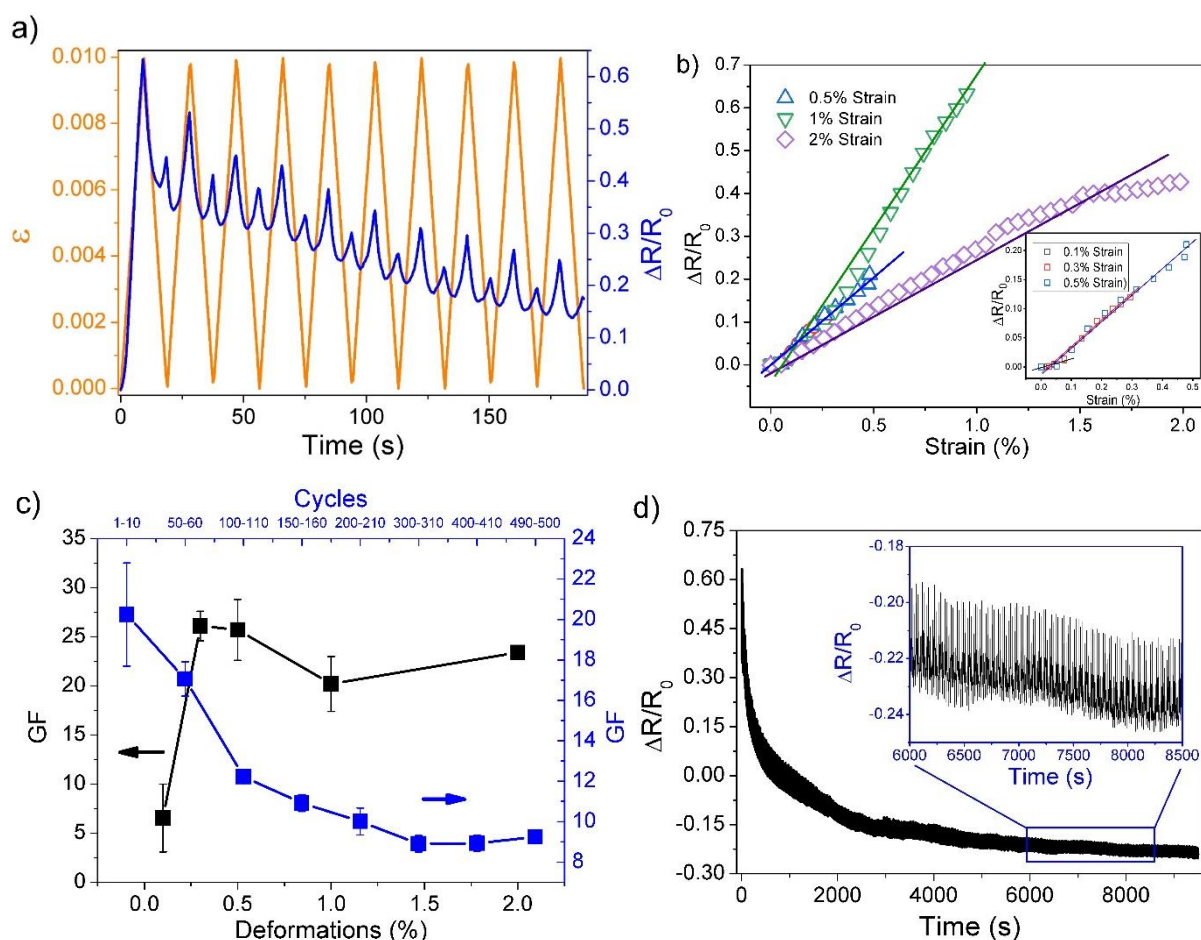 a)
0.010
0.008
0.006
0.004
0.002
0.000
ε
0.6
0.5
0.4
0.3
0.2
0.1
0.0
ΔR/R0
0 50 100 150
Time (s)
b)
0.7
0.6
0.5
0.4
0.3
0.2
0.1
0.0
ΔR/R0
0.5% Strain
1% Strain
2% Strain
0.0 0.5 1.0 1.5 2.0
Strain (%)
0.20
0.15
0.10
0.05
0.00
ΔR/R0
0.1% Strain
0.3% Strain
0.5% Strain)
0.0 0.1 0.2 0.3 0.4 0.5
Strain (%)
c)
Cycles
1-10 50-60 100-110 150-160 200-210 300-310 400-410 490-500
35
30
25
20
15
10
5
0
GF
24
22
20
18
16
14
12
10
8
GF
0.0 0.5 1.0 1.5 2.0
Deformations (%)
d)
0.75
0.60
0.45
0.30
0.15
0.00
-0.15
-0.30
ΔR/R0
0 2000 4000 6000 8000
Time (s)
-0.18
-0.20
-0.22
-0.24
ΔR/R0
6000 6500 7000 7500 8000 8500
Time (s)